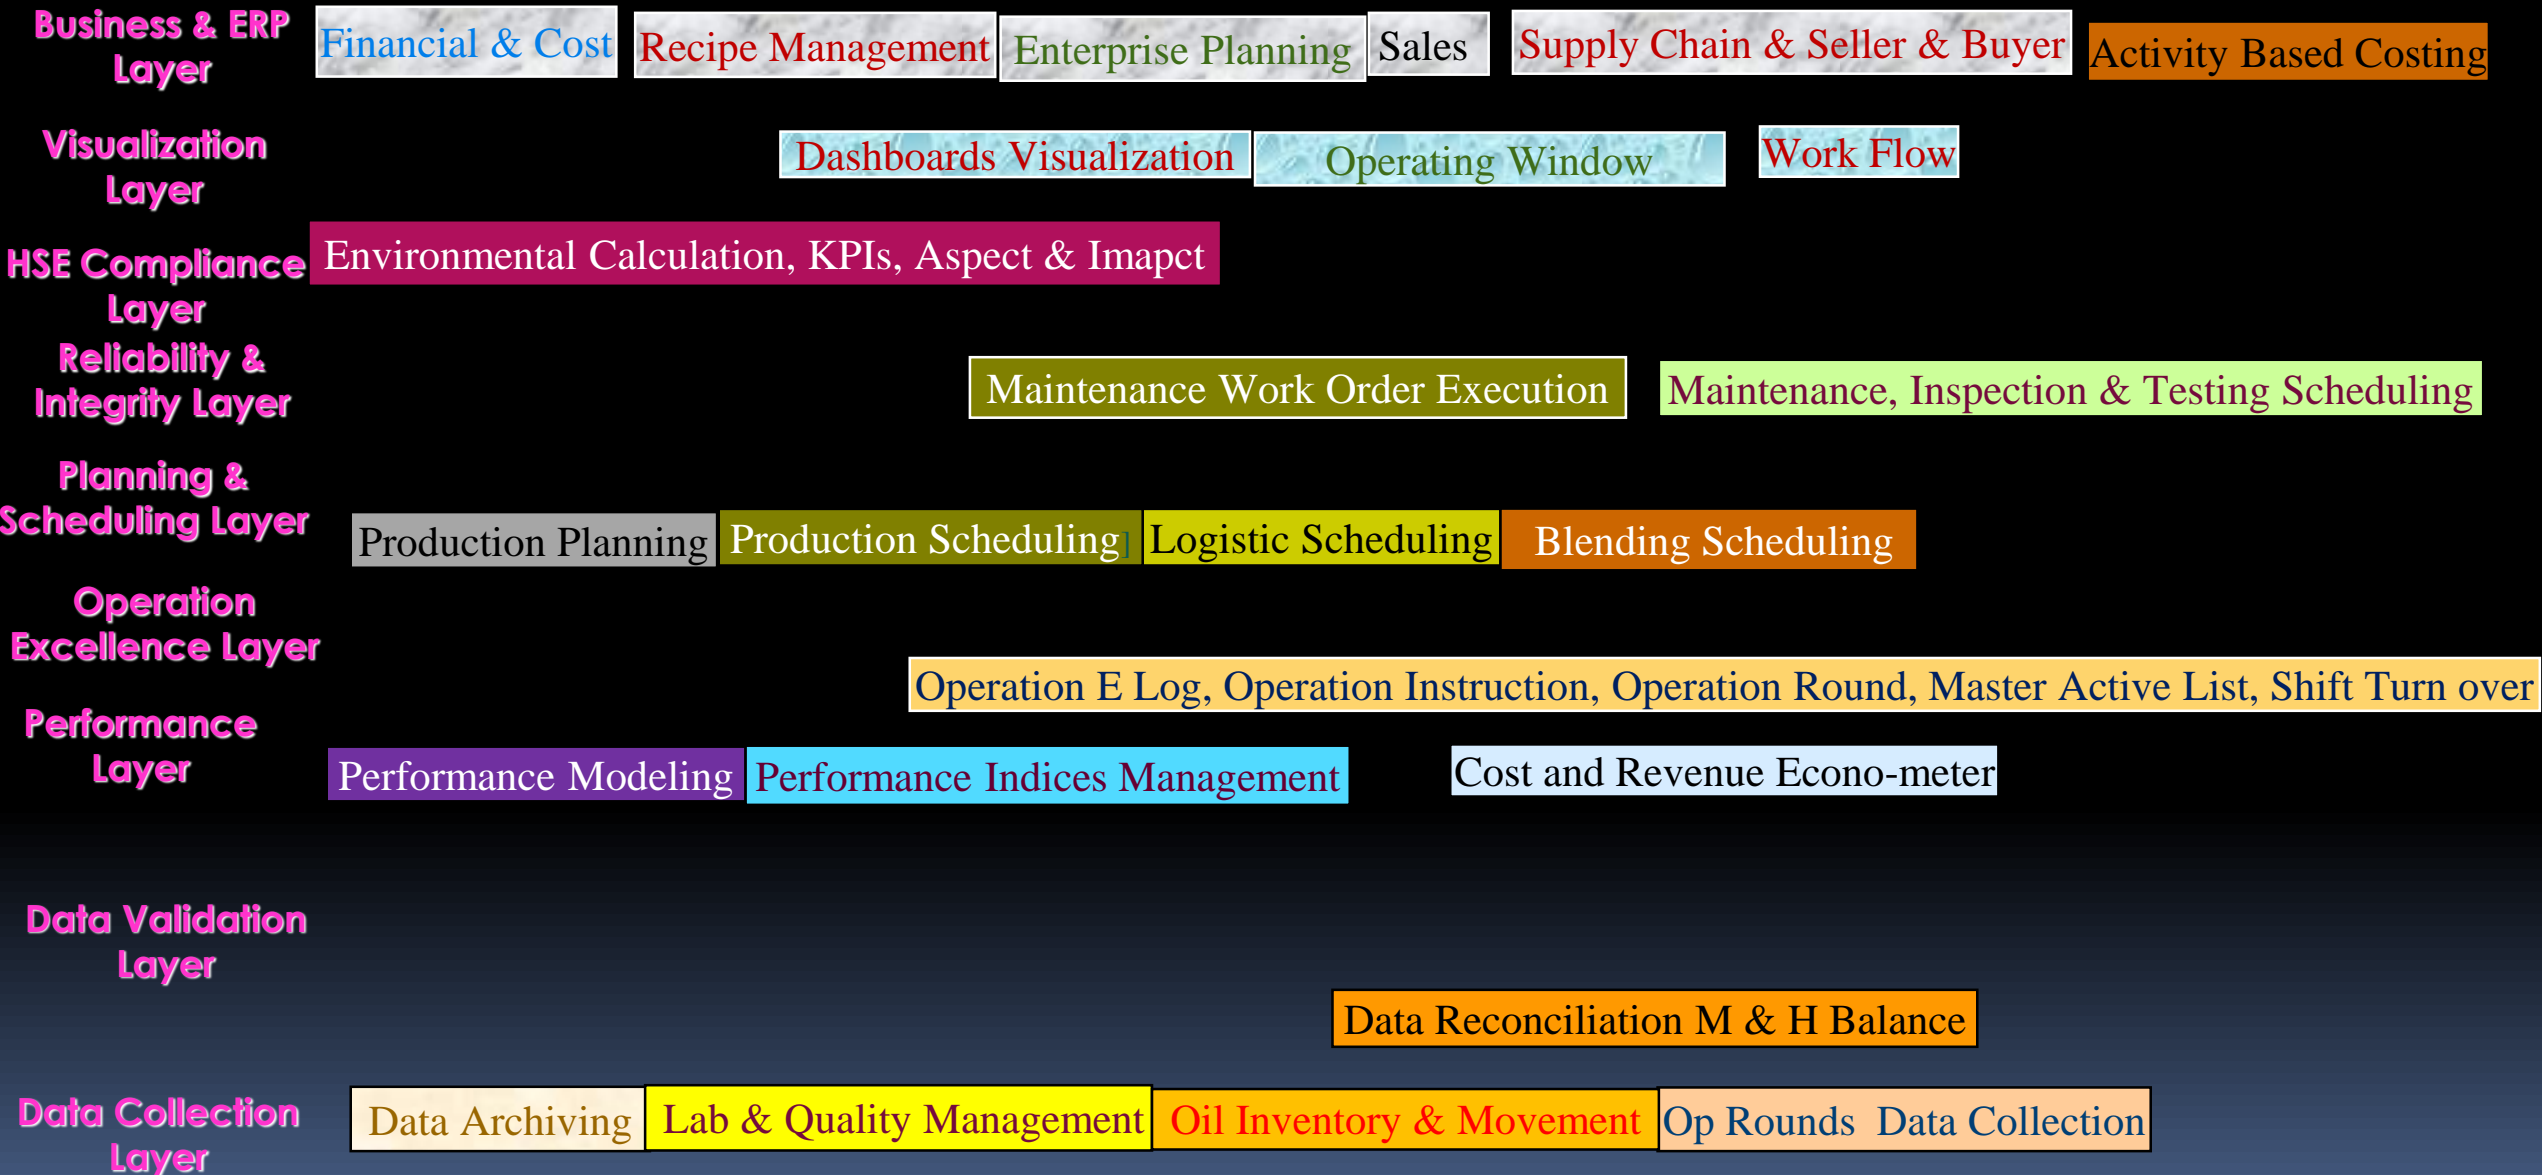 Business & ERP
Layer
Financial & Cost
Recipe Management
Enterprise Planning
Sales
Supply Chain & Seller & Buyer
Activity Based Costing
Visualization
Layer
Dashboards Visualization
Operating Window
Work Flow
HSE Compliance
Layer
Environmental Calculation, KPIs, Aspect & Imapct
Reliability &
Integrity Layer
Maintenance Work Order Execution
Maintenance, Inspection & Testing Scheduling
Planning &
Scheduling Layer
Production Planning
Production Scheduling]
Logistic Scheduling
Blending Scheduling
Operation
Excellence Layer
Operation E Log, Operation Instruction, Operation Round, Master Active List, Shift Turn over
Performance
Layer
Performance Modeling
Performance Indices Management
Cost and Revenue Econo-meter
Data Validation
Layer
Data Reconciliation M & H Balance
Data Collection
Layer
Data Archiving
Lab & Quality Management
Oil Inventory & Movement
Op Rounds Data Collection